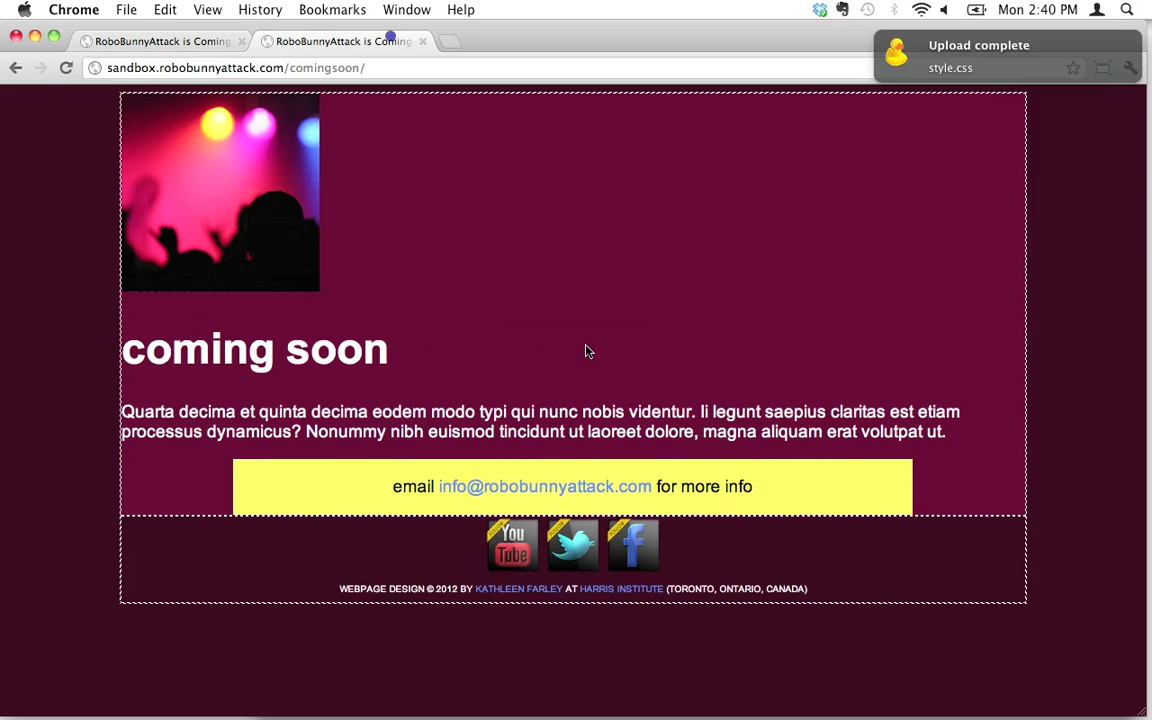 Chrome File Edit View History Bookmarks Window Help Mon 2:40 PM
RoboBunnyAttack is Coming RoboBunnyAttack is Coming
Upload complete
style.css
sandbox.robobunnyattack.com/comingsoon/
coming soon
Quarta decima et quinta decima eodem modo typi qui nunc nobis videntur. Ii legunt saepius claritas est etiam
processus dynamicus? Nonummy nibh euismod tincidunt ut laoreet dolore, magna aliquam erat volutpat ut.
email info@robobunnyattack.com for more info
You Tube
WEBPAGE DESIGN © 2012 BY KATHLEEN FARLEY AT HARRIS INSTITUTE (TORONTO, ONTARIO, CANADA)